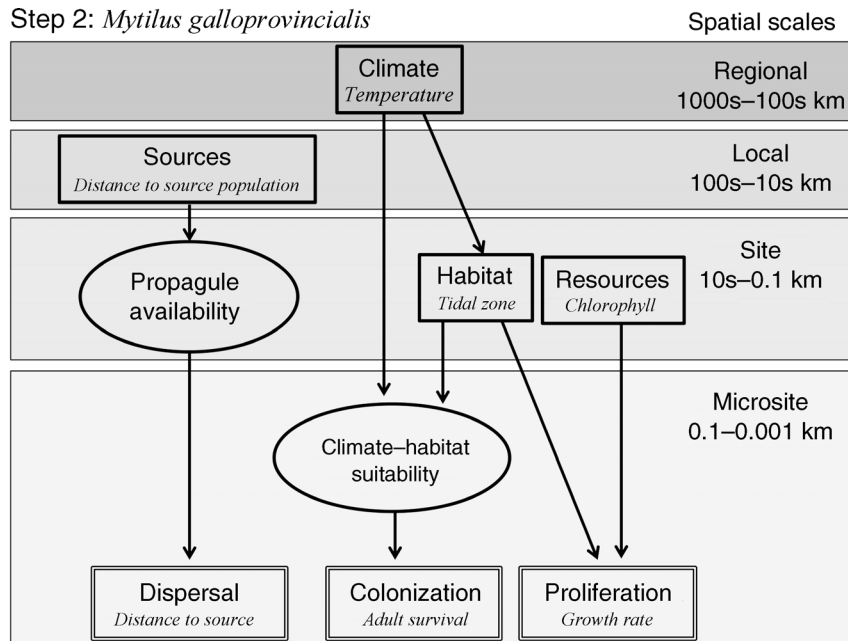 Step 2: Mytilus galloprovincialis
Spatial scales
Climate
Temperature
Regional
1000s–100s km
Sources
Distance to source population
Local
100s–10s km
Propagule
availability
Habitat
Tidal zone
Resources
Chlorophyll
Site
10s–0.1 km
Climate–habitat
suitability
Microsite
0.1–0.001 km
Dispersal
Distance to source
Colonization
Adult survival
Proliferation
Growth rate